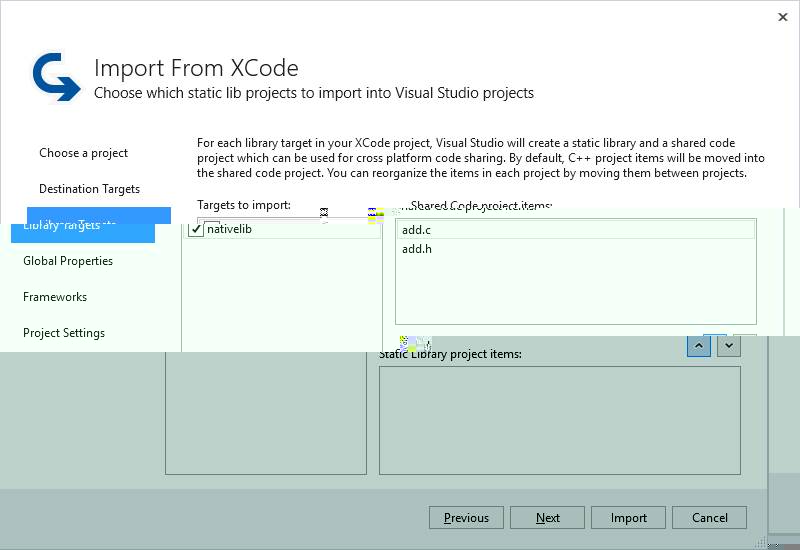 Import From XCode
Choose which static lib projects to import into Visual Studio projects
Choose a project
Destination Targets
Library Targets
Global Properties
Frameworks
Project Settings
For each library target in your XCode project, Visual Studio will create a static library and a shared code
project which can be used for cross platform code sharing. By default, C++ project items will be moved into
the shared code project. You can reorganize the items in each project by moving them between projects.
Targets to import:
nativelib
Shared Code project items:
add.c
add.h
Static Library project items:
Previous
Next
Import
Cancel